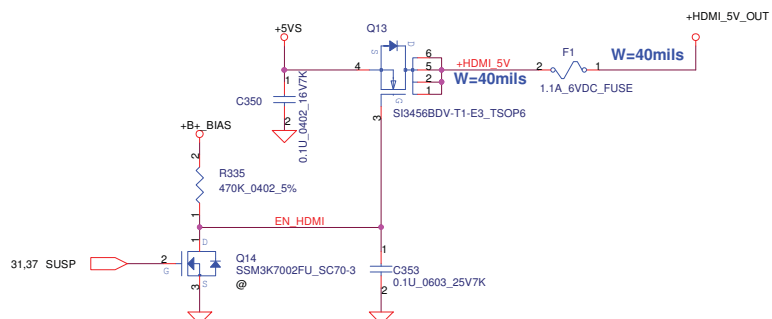 +HDMI_5V_OUT
Q13
+5VS
S
D
6
5
2
1
4
+HDMI_5V
W=40mils
2
F1
1
W=40mils
1.1A_6VDC_FUSE
1
C350
2
0.1U_0402_16V7K
G
3
SI3456BDV-T1-E3_TSOP6
+B+_BIAS
2
R335
470K_0402_5%
1
EN_HDMI
1
D
Q14
SSM3K7002FU_SC70-3
@
31,37 SUSP
2
G
S
3
1
C353
0.1U_0603_25V7K
2